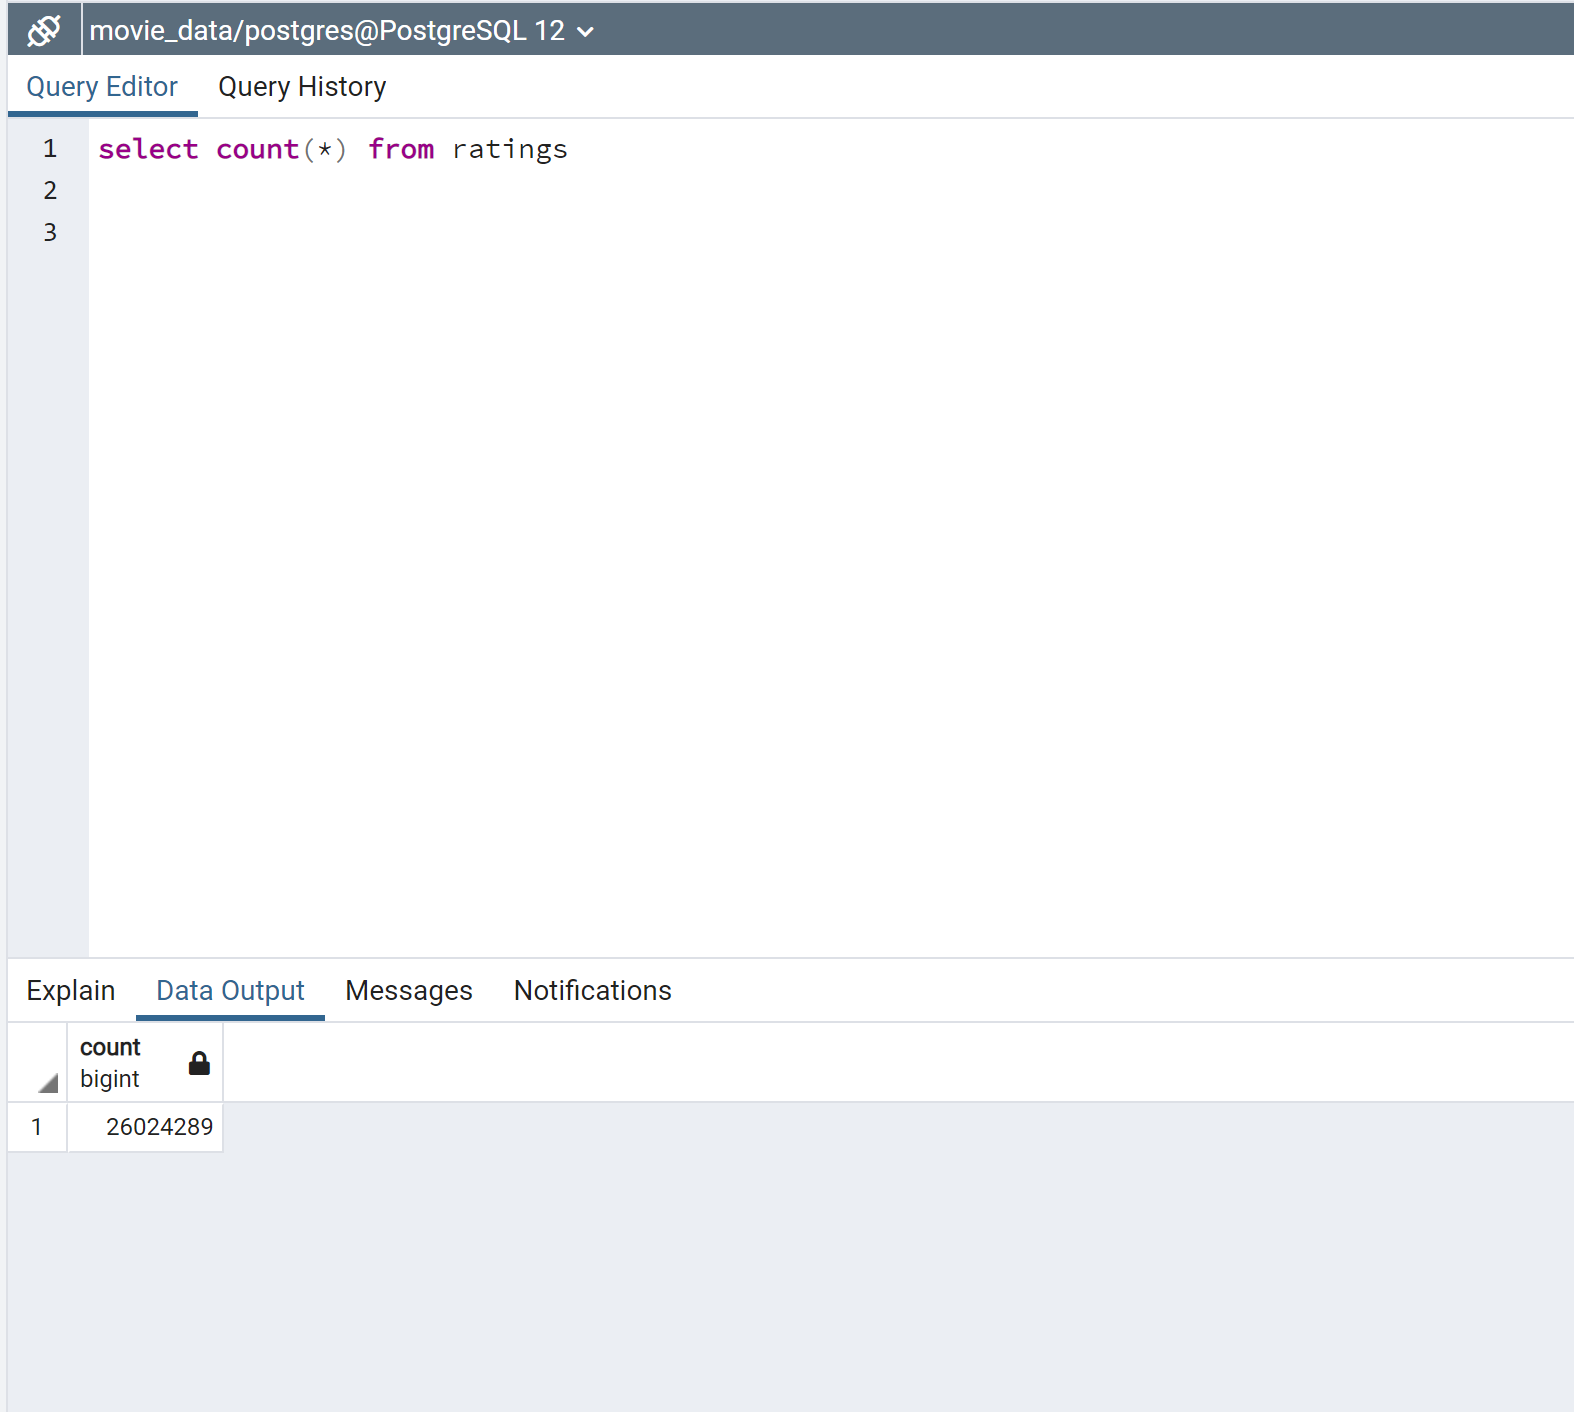 movie_data/postgres@PostgreSQL 12
Query Editor Query History
1 select count(*) from ratings
2
3
Explain Data Output Messages Notifications
count
bigint
1 26024289